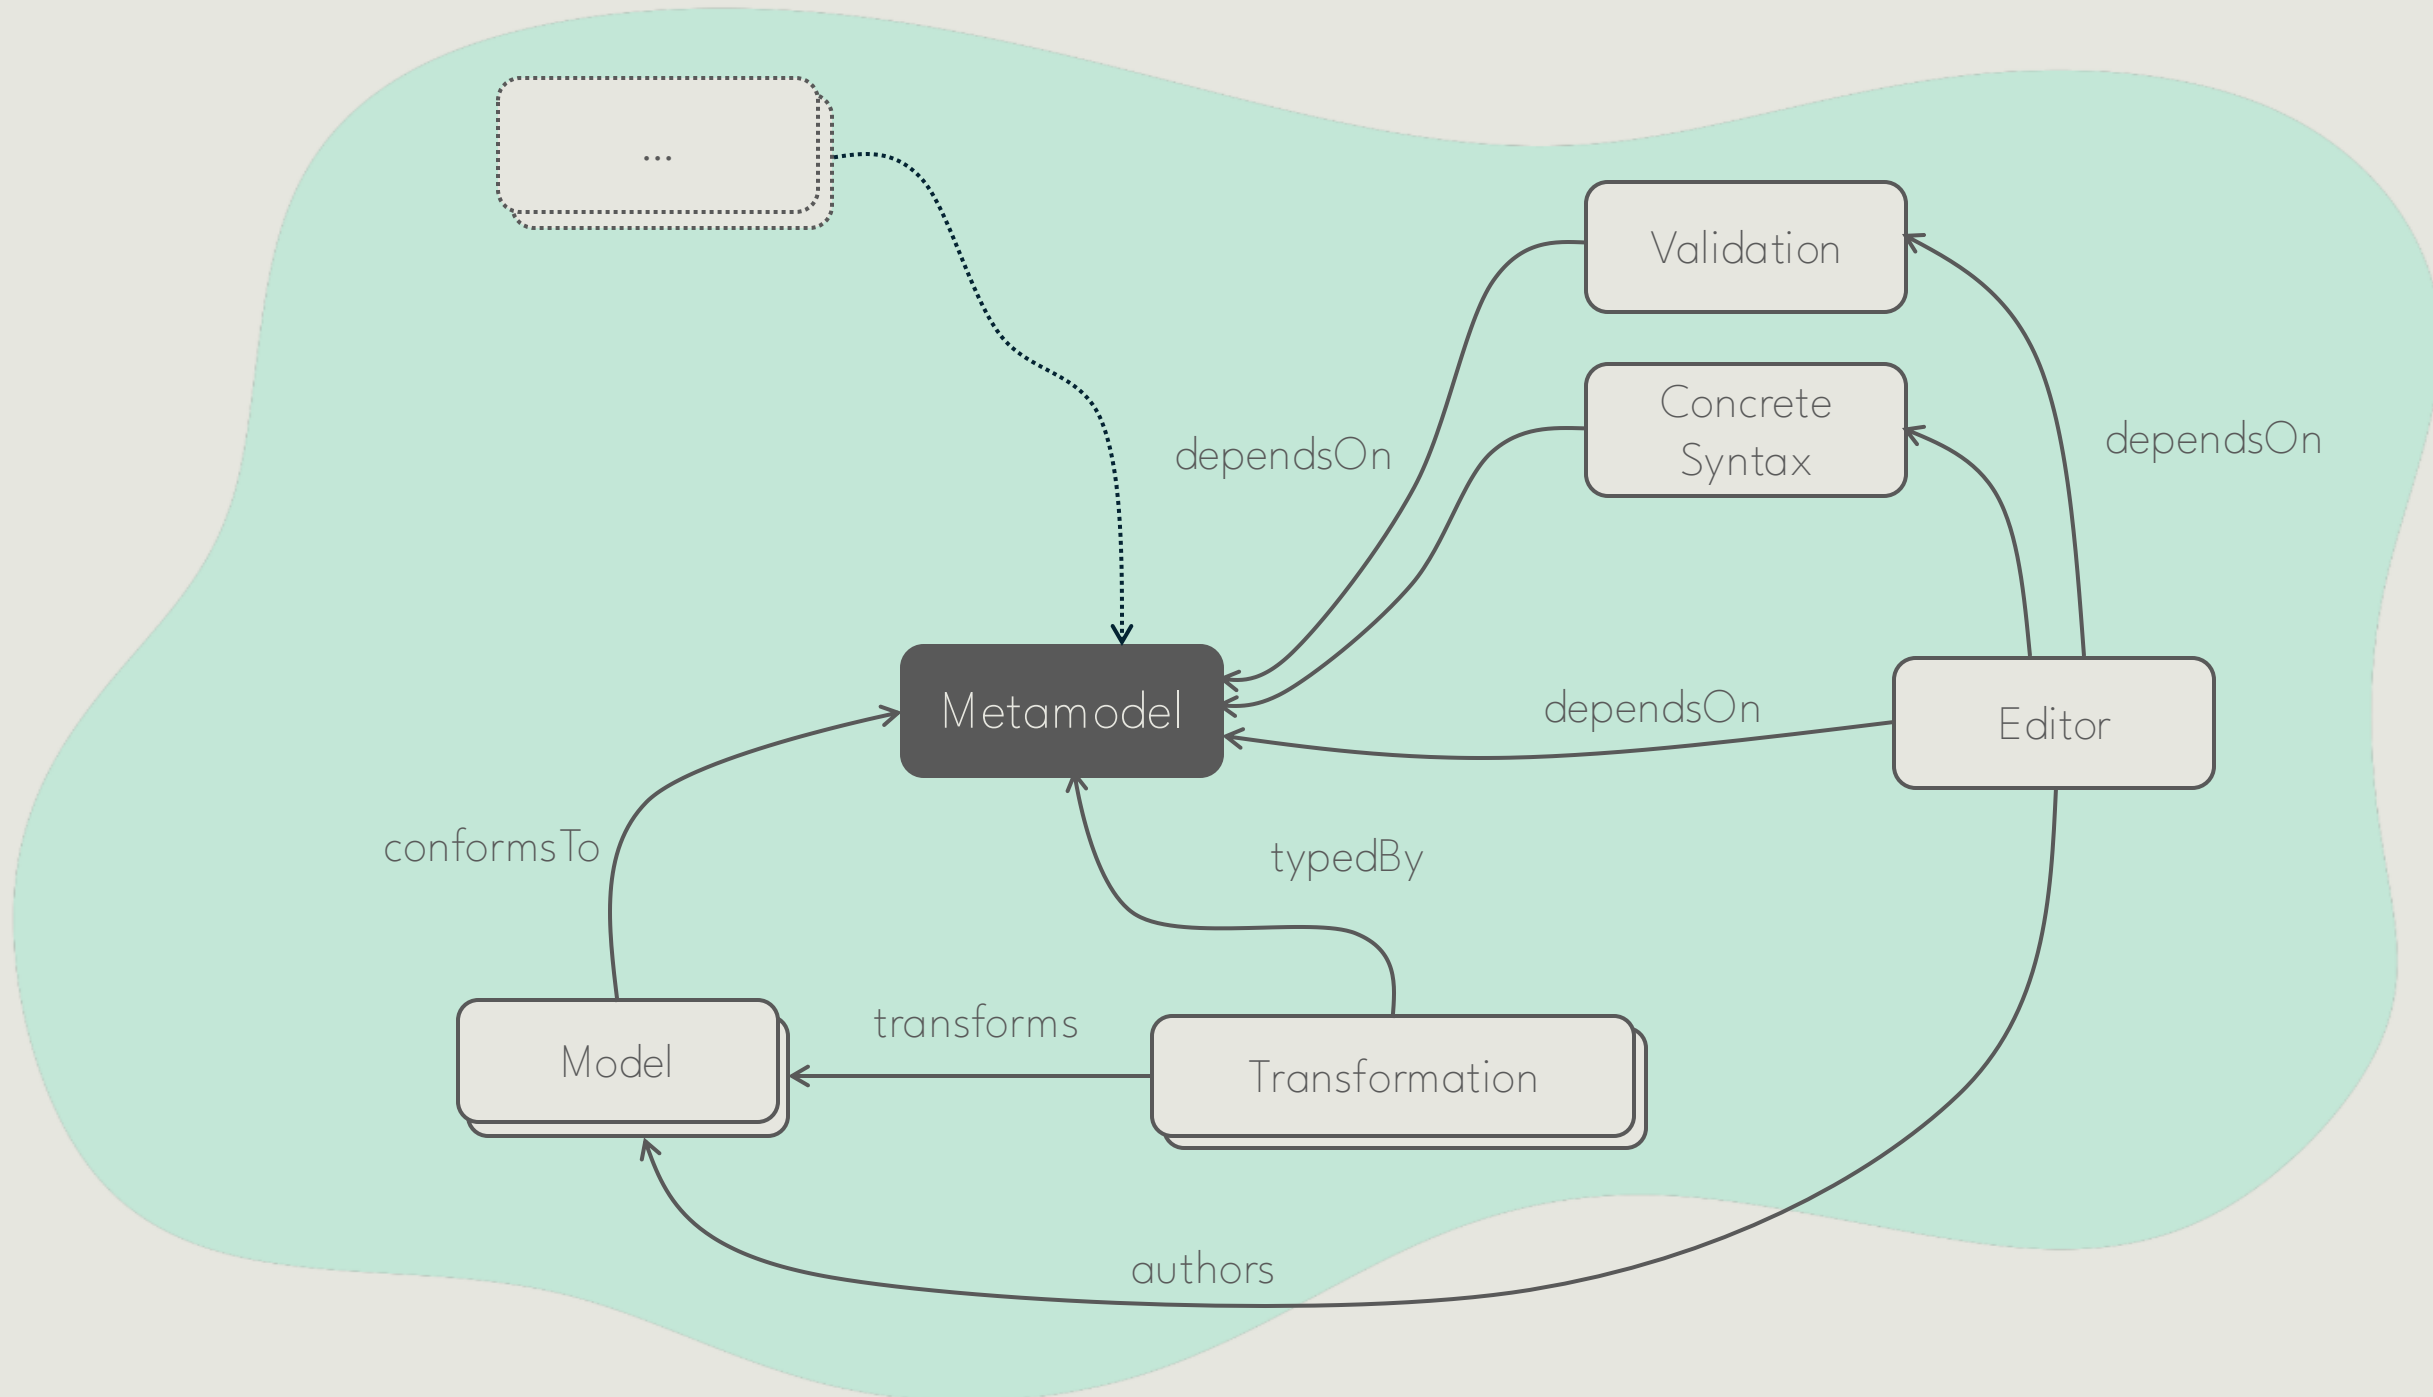 ...
Validation
Concrete
Syntax
dependsOn
dependsOn
Metamodel
dependsOn
Editor
conformsTo
typedBy
transforms
Model
Transformation
authors